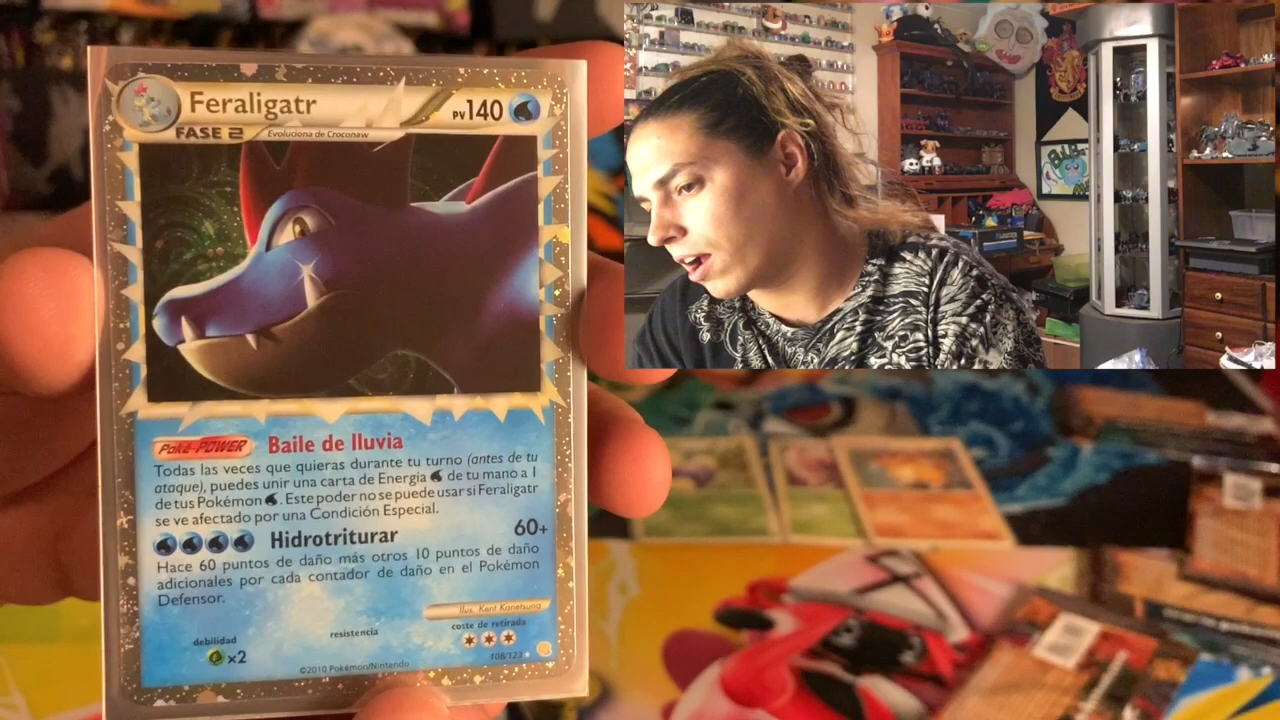 Feraligatr
PV 140
FASE 2
Evoluciona de Croconaw
Poké-POWER Baile de lluvia
Todas las veces que quieras durante tu turno (antes de tu
ataque), puedes unir una carta de Energía de tu mano a 1
de tus Pokémon . Este poder no se puede usar si Feraligatr
se ve afectado por una Condición Especial.
Hidrotriturar 60+
Hace 60 puntos de daño más otros 10 puntos de daño
adicionales por cada contador de daño en el Pokémon
Defensor.
Ilus. Kent Kanetsuna
debilidad
resistencia
coste de retirada
x2
108/123
©2010 Pokémon/Nintendo